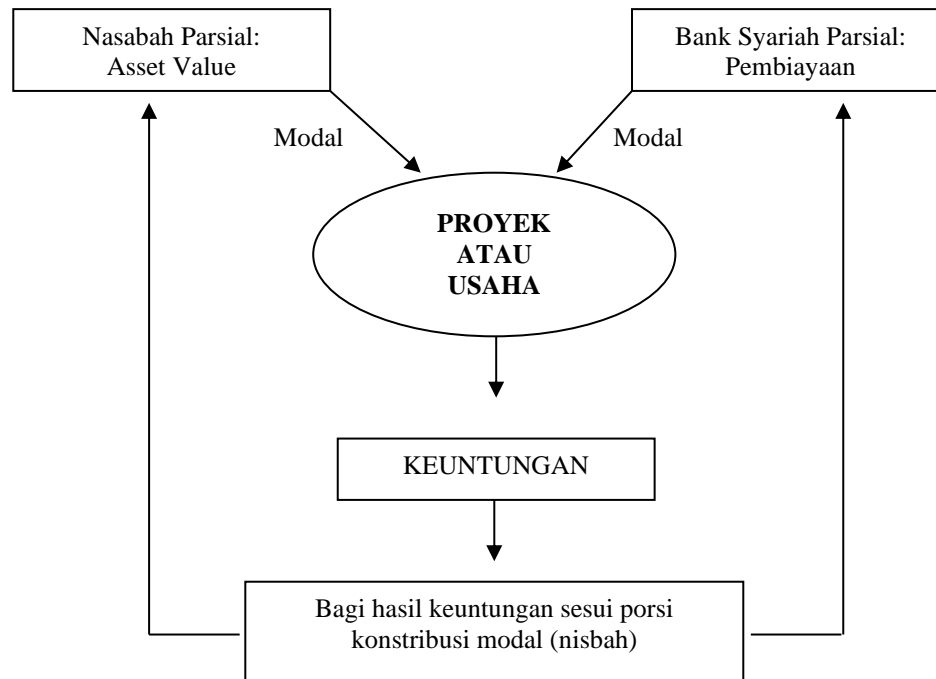 Nasabah Parsial:
Asset Value
Bank Syariah Parsial:
Pembiayaan
Modal
Modal
PROYEK
ATAU
USAHA
KEUNTUNGAN
Bagi hasil keuntungan sesui porsi
konstribusi modal (nisbah)